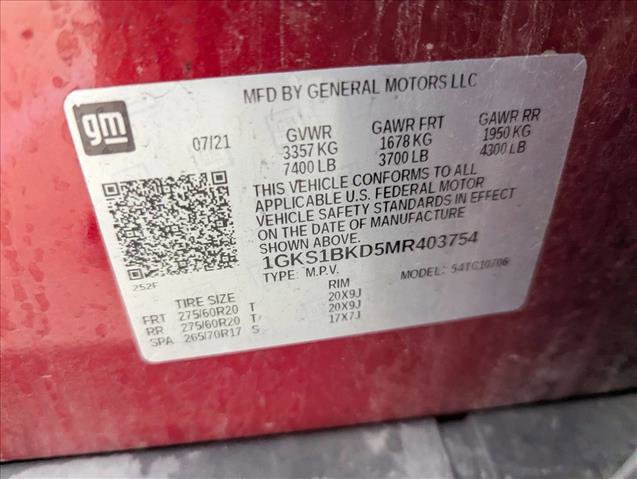 MFD BY GENERAL MOTORS LLC
gm
07/21 GVWR GAWR FRT GAWR RR
3357 KG 1678 KG 1950 KG
7400 LB 3700 LB 4300 LB
THIS VEHICLE CONFORMS TO ALL
APPLICABLE U.S. FEDERAL MOTOR
VEHICLE SAFETY STANDARDS IN EFFECT
ON THE DATE OF MANUFACTURE
SHOWN ABOVE.
1GKS1BKD5MR403754
252F
TYPE: M.P.V. MODEL: 54TC10706
TIRE SIZE RIM
FRT 275/60R20 T 20X9J
RR 275/60R20 T 20X9J
SPA 265/70R17 S 17X7J